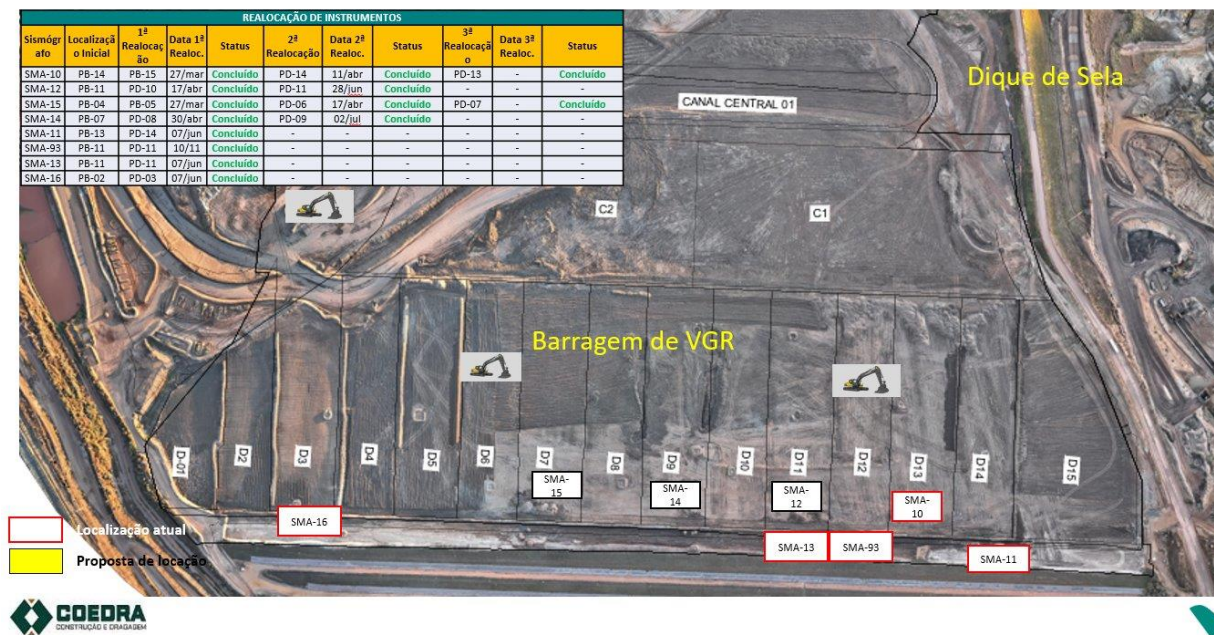 REALOCAÇÃO DE INSTRUMENTOS
Sismógrafo Localização Inicial 1ª Realocação Data 1ª Realoc. Status 2ª Realocação Data 2ª Realoc. Status 3ª Realocação Data 3ª Realoc. Status
SMA-10 PB-14 PB-15 27/mar Concluído PD-14 11/abr Concluído PD-13 - Concluído
SMA-12 PB-11 PD-10 17/abr Concluído PD-11 28/jun Concluído - - -
SMA-15 PB-04 PB-05 27/mar Concluído PD-06 17/abr Concluído PD-07 - Concluído
SMA-14 PB-07 PD-08 30/abr Concluído PD-09 02/jul Concluído - - -
SMA-11 PB-13 PD-14 07/jun Concluído - - - - - -
SMA-93 PB-11 PD-11 10/11 Concluído - - - - - -
SMA-13 PB-11 PD-11 07/jun Concluído - - - - - -
SMA-16 PB-02 PD-03 07/jun Concluído - - - - - -
Dique de Sela
CANAL CENTRAL 01
C2
C1
Barragem de VGR
D-01
D2
D3
D4
D5
D6
D7
D8
D9
D10
D11
D12
D13
D14
D15
SMA-
15
SMA-
14
SMA-
12
SMA-
10
SMA-16
SMA-13
SMA-93
SMA-11
Localização atual
Proposta de locação
COEDRA
CONSTRUÇÃO E DRAGAGEM